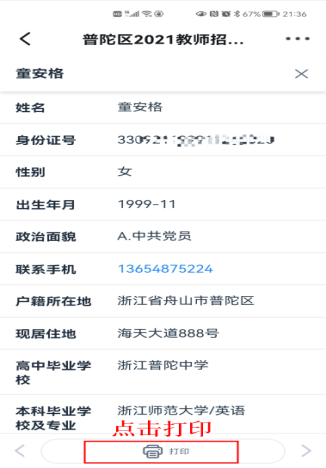 67% 21:36
普陀区2021教师招...
童安格
姓名 童安格
身份证号
性别 女
出生年月 1999-11
政治面貌 A.中共党员
联系手机 13654875224
户籍所在地 浙江省舟山市普陀区
现居住地 海天大道888号
高中毕业学校 浙江普陀中学
本科毕业学校及专业 浙江师范大学/英语
点击打印
打印